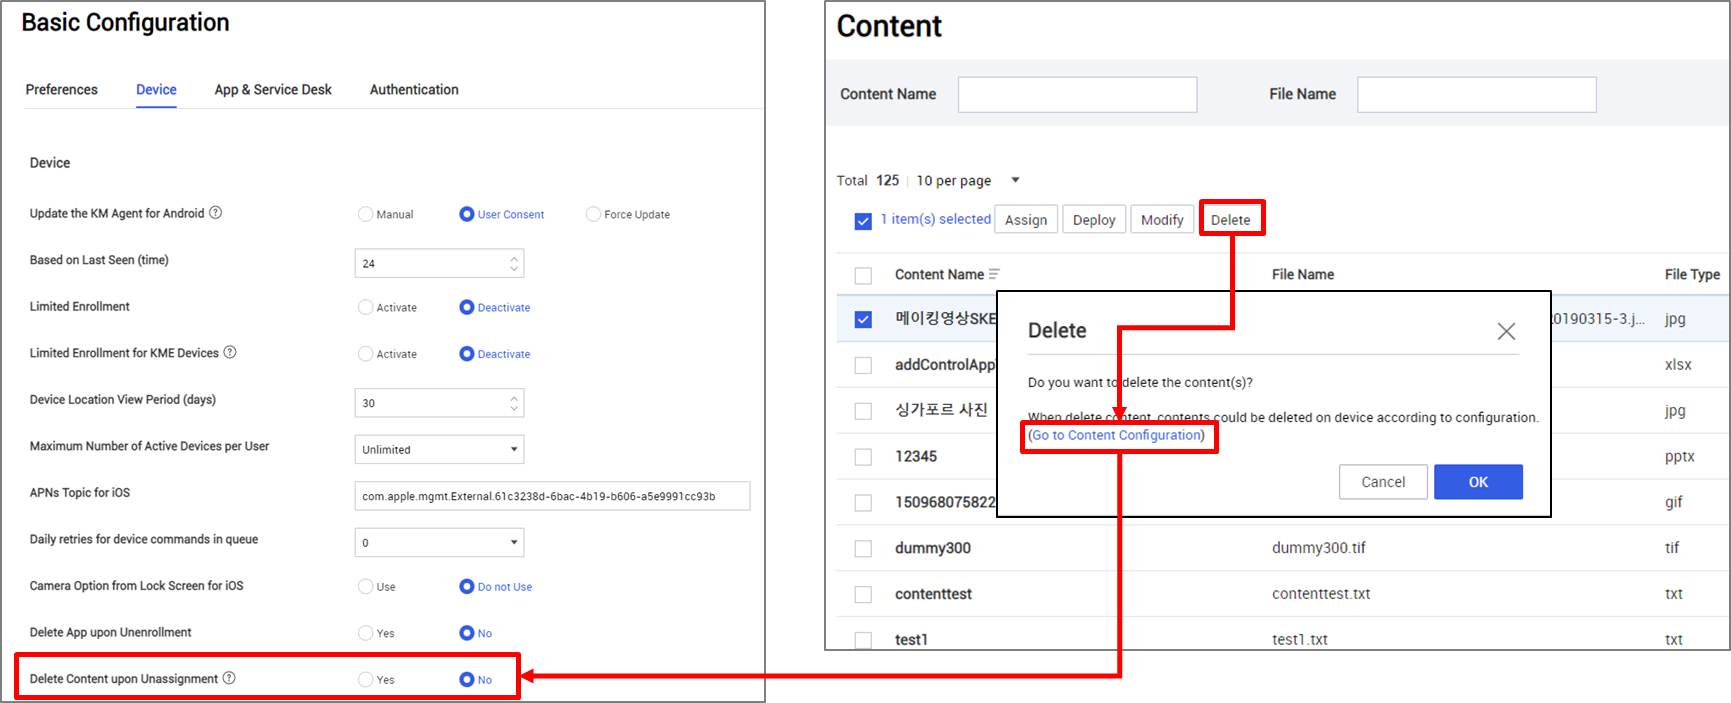 Basic Configuration
Preferences Device App & Service Desk Authentication
Device
Update the KM Agent for Android ? Manual User Consent Force Update
Based on Last Seen (time) 24
Limited Enrollment Activate Deactivate
Limited Enrollment for KME Devices ? Activate Deactivate
Device Location View Period (days) 30
Maximum Number of Active Devices per User Unlimited
APNs Topic for iOS com.apple.mgmt.External.61c3238d-6bac-4b19-b606-a5e9991cc93b
Daily retries for device commands in queue 0
Camera Option from Lock Screen for iOS Use Do not Use
Delete App upon Unenrollment Yes No
Delete Content upon Unassignment ? Yes No
Content
Content Name File Name
Total 125 | 10 per page
1 item(s) selected Assign Deploy Modify Delete
Content Name File Name File Type
메이킹영상SKE 20190315-3.j... jpg
addControlApp xlsx
싱가포르 사진 jpg
12345 pptx
150968075822 gif
dummy300 dummy300.tif tif
contenttest contenttest.txt txt
test1 test1.txt txt
Delete
Do you want to delete the content(s)?
When delete content, contents could be deleted on device according to configuration.
(Go to Content Configuration)
Cancel OK